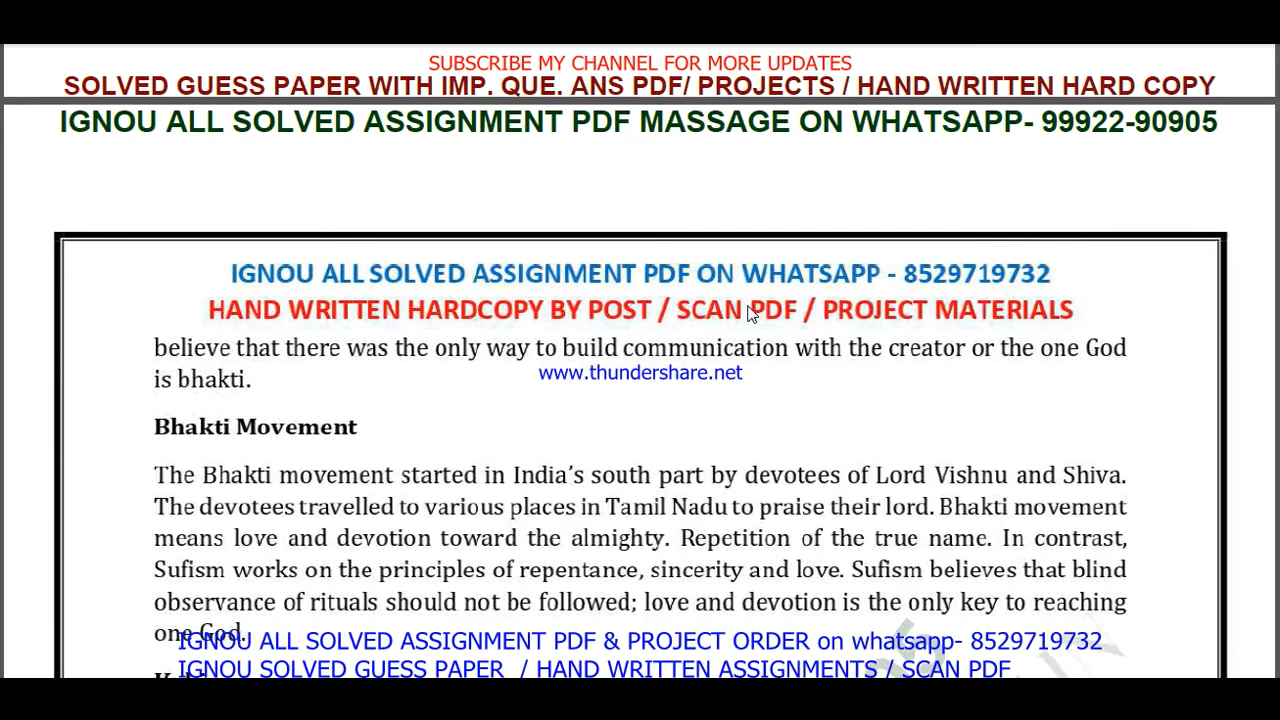 SUBSCRIBE MY CHANNEL FOR MORE UPDATES
SOLVED GUESS PAPER WITH IMP. QUE. ANS PDF/ PROJECTS / HAND WRITTEN HARD COPY
IGNOU ALL SOLVED ASSIGNMENT PDF MASSAGE ON WHATSAPP- 99922-90905
IGNOU ALL SOLVED ASSIGNMENT PDF ON WHATSAPP - 8529719732
HAND WRITTEN HARDCOPY BY POST / SCAN PDF / PROJECT MATERIALS
believe that there was the only way to build communication with the creator or the one God
is bhakti.
www.thundershare.net
Bhakti Movement
The Bhakti movement started in India's south part by devotees of Lord Vishnu and Shiva.
The devotees travelled to various places in Tamil Nadu to praise their lord. Bhakti movement
means love and devotion toward the almighty. Repetition of the true name. In contrast,
Sufism works on the principles of repentance, sincerity and love. Sufism believes that blind
observance of rituals should not be followed; love and devotion is the only key to reaching
one God.
IGNOU ALL SOLVED ASSIGNMENT PDF & PROJECT ORDER on whatsapp- 8529719732
IGNOU SOLVED GUESS PAPER / HAND WRITTEN ASSIGNMENTS / SCAN PDF